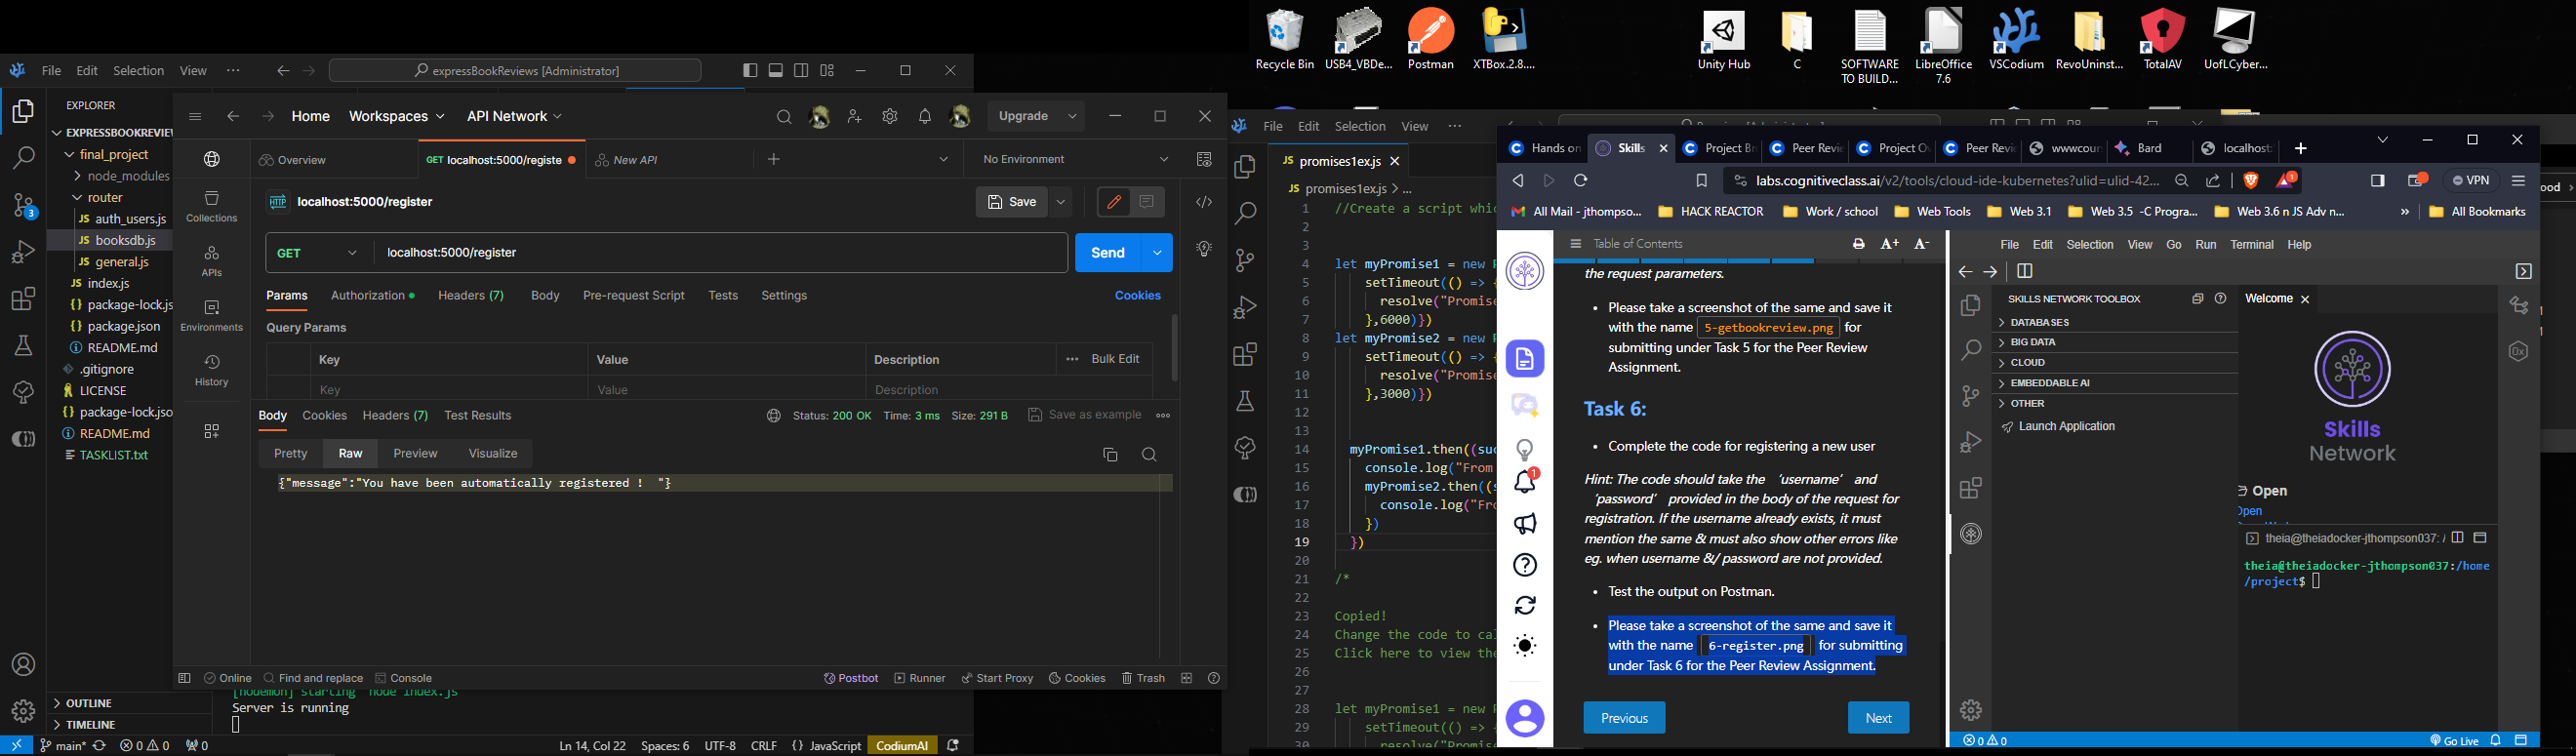 Recycle Bin
USB4_VBDe...
Postman
XTBox.2.8....
Unity Hub
C
SOFTWARE TO BUILD...
LibreOffice 7.6
VSCodium
RevoUninst...
TotalAV
UofLCyber...
File Edit Selection View ···
expressBookReviews [Administrator]
EXPLORER
EXPRESSBOOKREVIEW
final_project
node_modules
router
JS auth_users.js
JS booksdb.js
JS general.js
JS index.js
{} package-lock.js
{} package.json
README.md
.gitignore
LICENSE
{} package-lock.jso
README.md
TASKLIST.txt
OUTLINE
TIMELINE
3
Home Workspaces API Network
Upgrade
Overview
GET localhost:5000/registe
New API
No Environment
Collections
APIs
Environments
History
HTTP localhost:5000/register
Save
GET localhost:5000/register
Send
Params Authorization Headers (7) Body Pre-request Script Tests Settings
Cookies
Query Params
Key Value Description ··· Bulk Edit
Key Value Description
Body Cookies Headers (7) Test Results
Status: 200 OK Time: 3 ms Size: 291 B
Save as example
Pretty Raw Preview Visualize
{"message":"You have been automatically registered ! "}
Online Find and replace Console
Postbot Runner Start Proxy Cookies Trash
[nodemon] starting `node index.js`
Server is running
main* 0 0 0
Ln 14, Col 22 Spaces: 6 UTF-8 CRLF {} JavaScript CodiumAI
File Edit Selection View ···
JS promises1ex.js
JS promises1ex.js > ...
1 //Create a script whic
2
3
4 let myPromise1 = new P
5 setTimeout(() => {
6 resolve("Promise
7 },6000)})
8 let myPromise2 = new P
9 setTimeout(() => {
10 resolve("Promise
11 },3000)})
12
13
14 myPromise1.then((suc
15 console.log("From
16 myPromise2.then((s
17 console.log("Fro
18 })
19 })
20
21 /*
22
23 Copied!
24 Change the code to cal
25 Click here to view the
26
27
28 let myPromise1 = new P
29 setTimeout(() => {
30 resolve("Promise
Hands on
Skills
Project Br
Peer Revie
Project Ov
Peer Revie
wwwcour
Bard
localhost:
labs.cognitiveclass.ai/v2/tools/cloud-ide-kubernetes?ulid=ulid-42...
1
VPN
All Mail - jthompso...
HACK REACTOR
Work / school
Web Tools
Web 3.1
Web 3.5 -C Progra...
Web 3.6 n JS Adv n...
All Bookmarks
Table of Contents
A+ A-
the request parameters.
• Please take a screenshot of the same and save it
with the name 5-getbookreview.png for
submitting under Task 5 for the Peer Review
Assignment.
Task 6:
• Complete the code for registering a new user
Hint: The code should take the ‘username’ and
‘password’ provided in the body of the request for
registration. If the username already exists, it must
mention the same & must also show other errors like
eg. when username &/ password are not provided.
• Test the output on Postman.
• Please take a screenshot of the same and save it
with the name 6-register.png for submitting
under Task 6 for the Peer Review Assignment.
Previous
Next
1
File Edit Selection View Go Run Terminal Help
SKILLS NETWORK TOOLBOX
DATABASES
BIG DATA
CLOUD
EMBEDDABLE AI
OTHER
Launch Application
Welcome
Skills
Network
Open
Open
theia@theiadocker-jthompson037: /
theia@theiadocker-jthompson037:/home
/project$
0 0
Go Live
ood